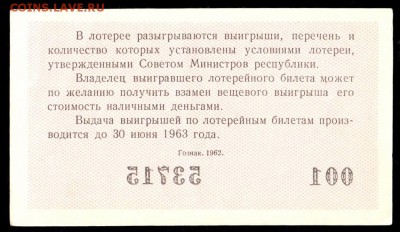 COINS.LAVE.RU
В лотерее разыгрываются выигрыши, перечень и
количество которых установлены условиями лотереи,
утвержденными Советом Министров республики.
Владелец выигравшего лотерейного билета может
по желанию получить взамен вещевого выигрыша его
стоимость наличными деньгами.
Выдача выигрышей по лотерейным билетам произ-
водится до 30 июня 1963 года.
Гознак. 1962.
53715 001